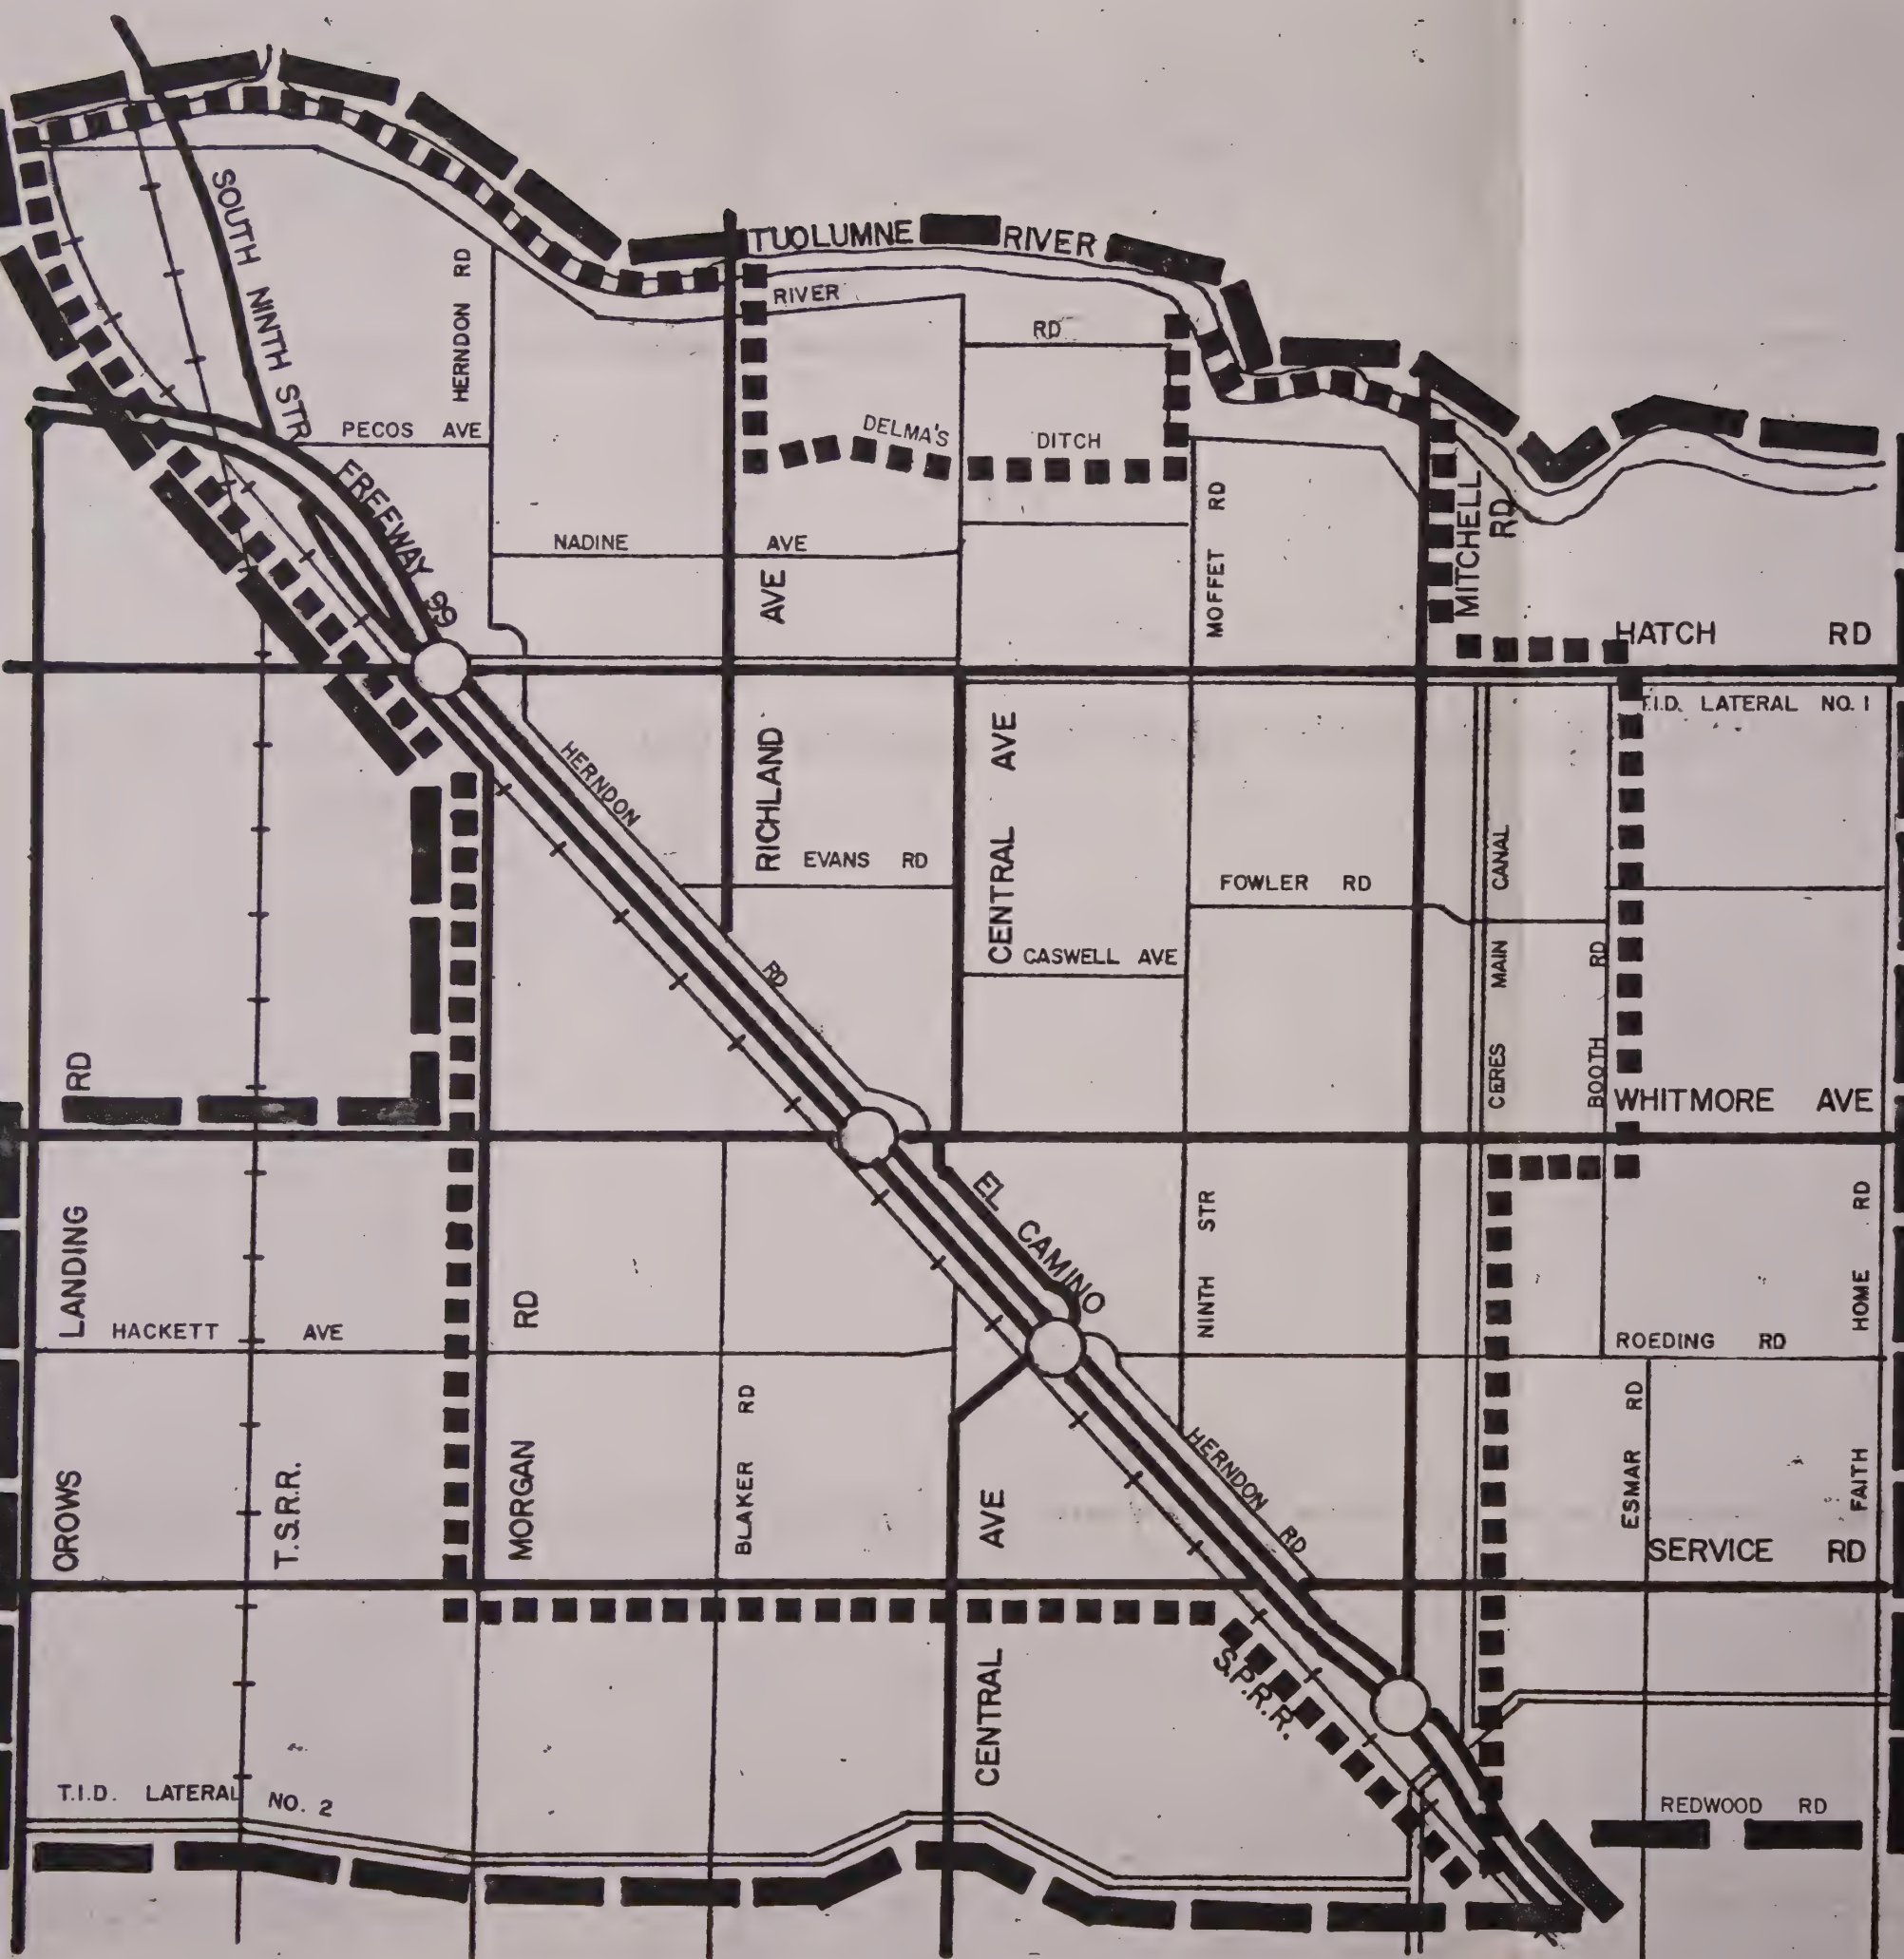 TUOLUMNE RIVER
SOUTH NINTH STR
HERNDON RD
RIVER RD
PECOS AVE
DELMA'S DITCH
FREEWAY 99
MOFFET RD
MITCHELL RD
NADINE AVE
HATCH RD
T.I.D. LATERAL NO. 1
RICHLAND AVE
CENTRAL AVE
HERNDON RD
EVANS RD
FOWLER RD
CASWELL AVE
CERES MAIN CANAL
BOOTH RD
WHITMORE AVE
CROWS LANDING RD
EL CAMINO
NINTH STR
FAITH HOME RD
HACKETT AVE
MORGAN RD
ROEDING RD
BLAKER RD
T.S.R.R.
HERNDON RD
ESMAR RD
SERVICE RD
CENTRAL AVE
S.P.R.R.
T.I.D. LATERAL NO. 2
REDWOOD RD